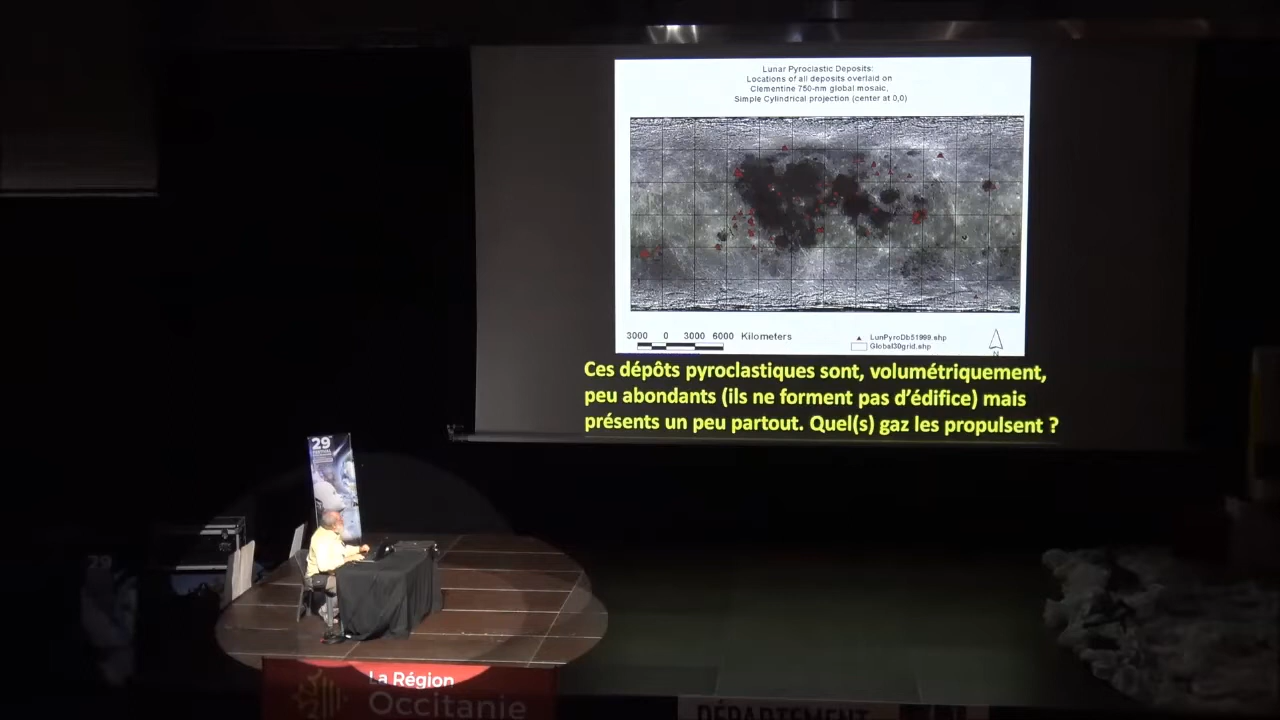 Lunar Pyroclastic Deposits:
Locations of all deposits overlaid on
Clementine 750-nm global mosaic,
Simple Cylindrical projection (center at 0,0)
3000 0 3000 6000 Kilometers
LunPyroDb51999.shp
Global30grid.shp
N
Ces dépôts pyroclastiques sont, volumétriquement,
peu abondants (ils ne forment pas d'édifice) mais
présents un peu partout. Quel(s) gaz les propulsent ?
29
La Région
Occitanie
DÉPARTEMENT